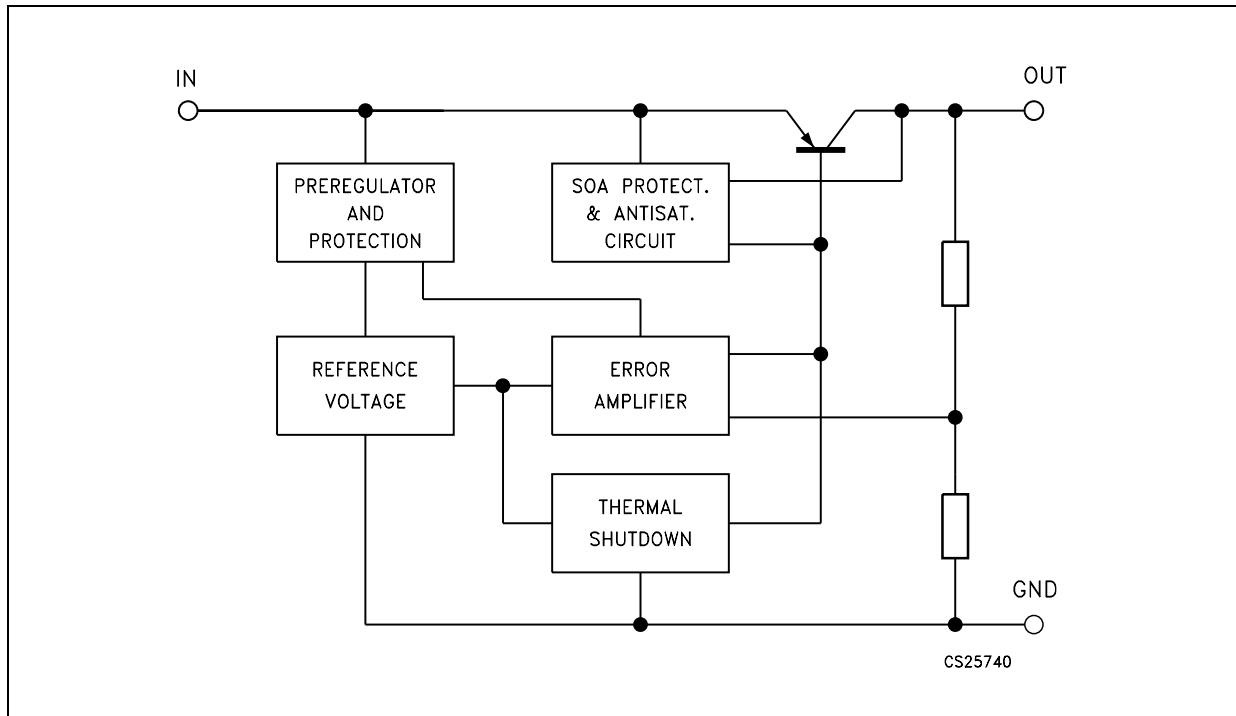 IN
OUT
PREREGULATOR
AND
PROTECTION
SOA PROTECT.
& ANTISAT.
CIRCUIT
REFERENCE
VOLTAGE
ERROR
AMPLIFIER
THERMAL
SHUTDOWN
GND
CS25740